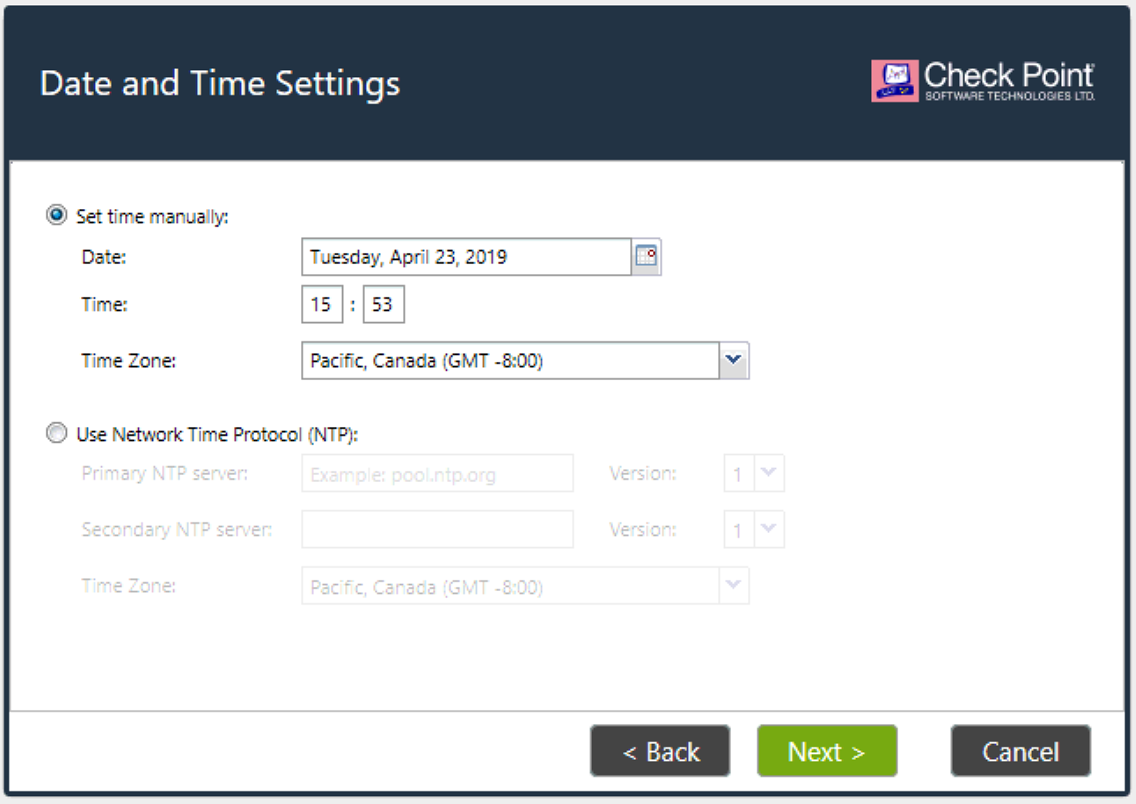 Date and Time Settings
Check Point
SOFTWARE TECHNOLOGIES LTD.
Set time manually:
Date: Tuesday, April 23, 2019
Time: 15 : 53
Time Zone: Pacific, Canada (GMT -8:00)
Use Network Time Protocol (NTP):
Primary NTP server: Example: pool.ntp.org Version: 1
Secondary NTP server: Version: 1
Time Zone: Pacific, Canada (GMT -8:00)
< Back Next > Cancel